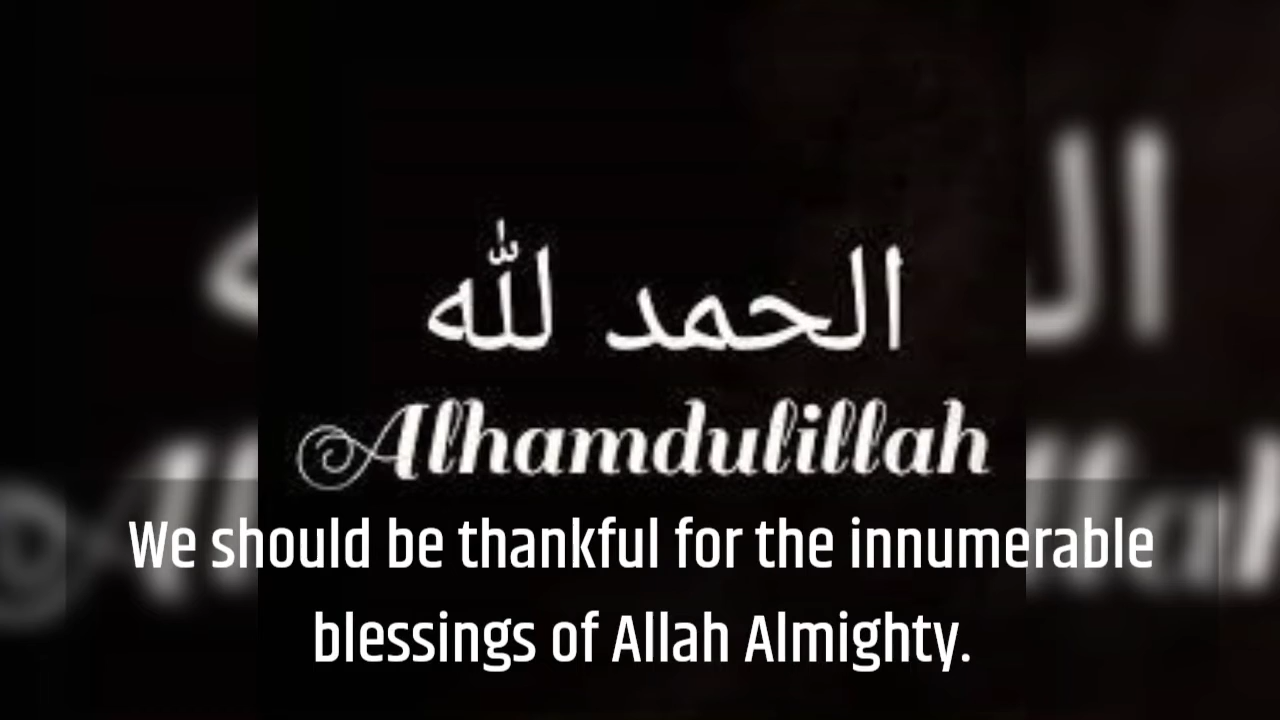 الحمد لله
Alhamdulillah
We should be thankful for the innumerable
blessings of Allah Almighty.